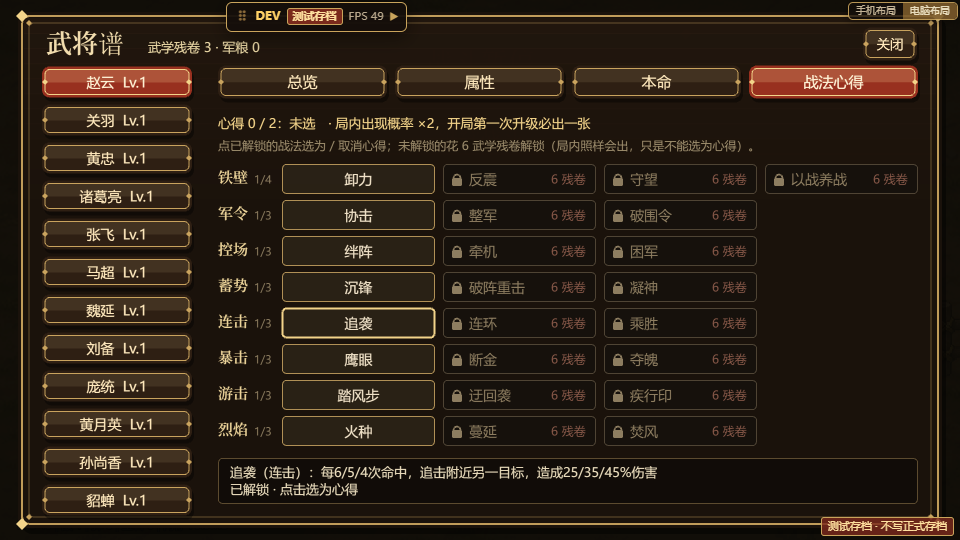 DEV 测试存档 FPS 49 ▶
手机布局 电脑布局
武将谱 武学残卷 3 · 军粮 0
关闭
赵云 Lv.1
关羽 Lv.1
黄忠 Lv.1
诸葛亮 Lv.1
张飞 Lv.1
马超 Lv.1
魏延 Lv.1
刘备 Lv.1
庞统 Lv.1
黄月英 Lv.1
孙尚香 Lv.1
貂蝉 Lv.1
总览 属性 本命 战法心得
心得 0 / 2：未选 · 局内出现概率 ×2，开局第一次升级必出一张
点已解锁的战法选为 / 取消心得；未解锁的花 6 武学残卷解锁（局内照样会出，只是不能选为心得）。
铁壁 1/4 卸力 反震 6 残卷 守望 6 残卷 以战养战 6 残卷
军令 1/3 协击 整军 6 残卷 破围令 6 残卷
控场 1/3 绊阵 牵机 6 残卷 困军 6 残卷
蓄势 1/3 沉锋 破阵重击 6 残卷 凝神 6 残卷
连击 1/3 追袭 连环 6 残卷 乘胜 6 残卷
暴击 1/3 鹰眼 断金 6 残卷 夺魄 6 残卷
游击 1/3 踏风步 迂回袭 6 残卷 疾行印 6 残卷
烈焰 1/3 火种 蔓延 6 残卷 焚风 6 残卷
追袭（连击）：每6/5/4次命中，追击附近另一目标，造成25/35/45%伤害
已解锁 · 点击选为心得
测试存档 · 不写正式存档